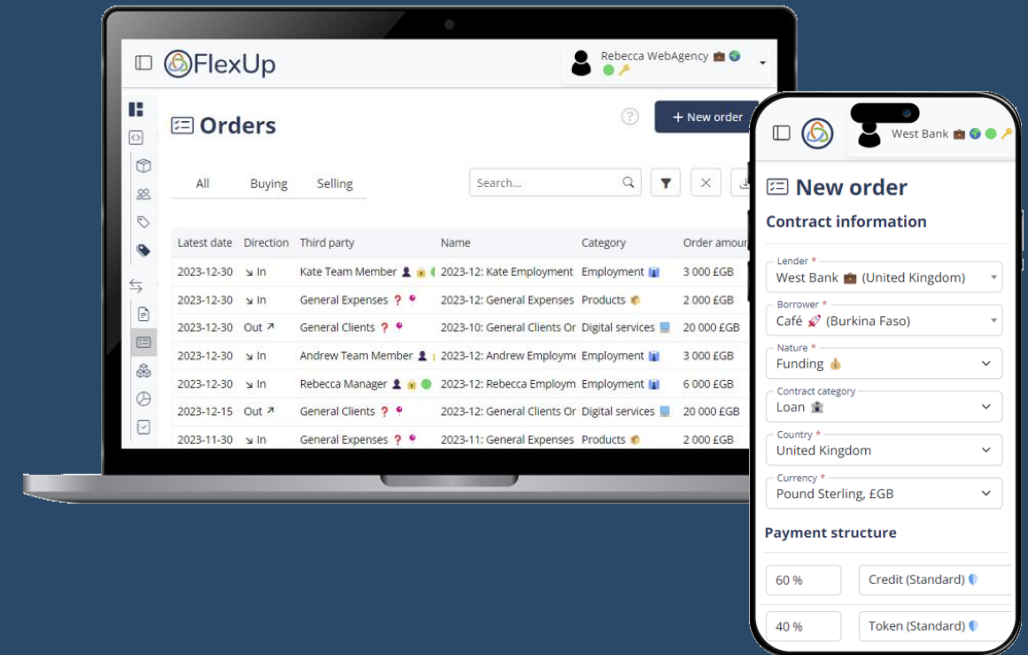 FlexUp
Rebecca WebAgency
Orders
+ New order
All Buying Selling
Search...
Latest date Direction Third party Name Category Order amour
2023-12-30 In Kate Team Member 2023-12: Kate Employment Employment 3 000 £GB
2023-12-30 In General Expenses 2023-12: General Expenses Products 2 000 £GB
2023-12-30 Out General Clients 2023-10: General Clients Or Digital services 20 000 £GB
2023-12-30 In Andrew Team Member 2023-12: Andrew Employme Employment 3 000 £GB
2023-12-30 In Rebecca Manager 2023-12: Rebecca Employm Employment 6 000 £GB
2023-12-15 Out General Clients 2023-12: General Clients Or Digital services 20 000 £GB
2023-11-30 In General Expenses 2023-11: General Expenses Products 2 000 £GB
West Bank
New order
Contract information
Lender *
West Bank (United Kingdom)
Borrower *
Café (Burkina Faso)
Nature *
Funding
Contract category
Loan
Country *
United Kingdom
Currency *
Pound Sterling, £GB
Payment structure
60 % Credit (Standard)
40 % Token (Standard)